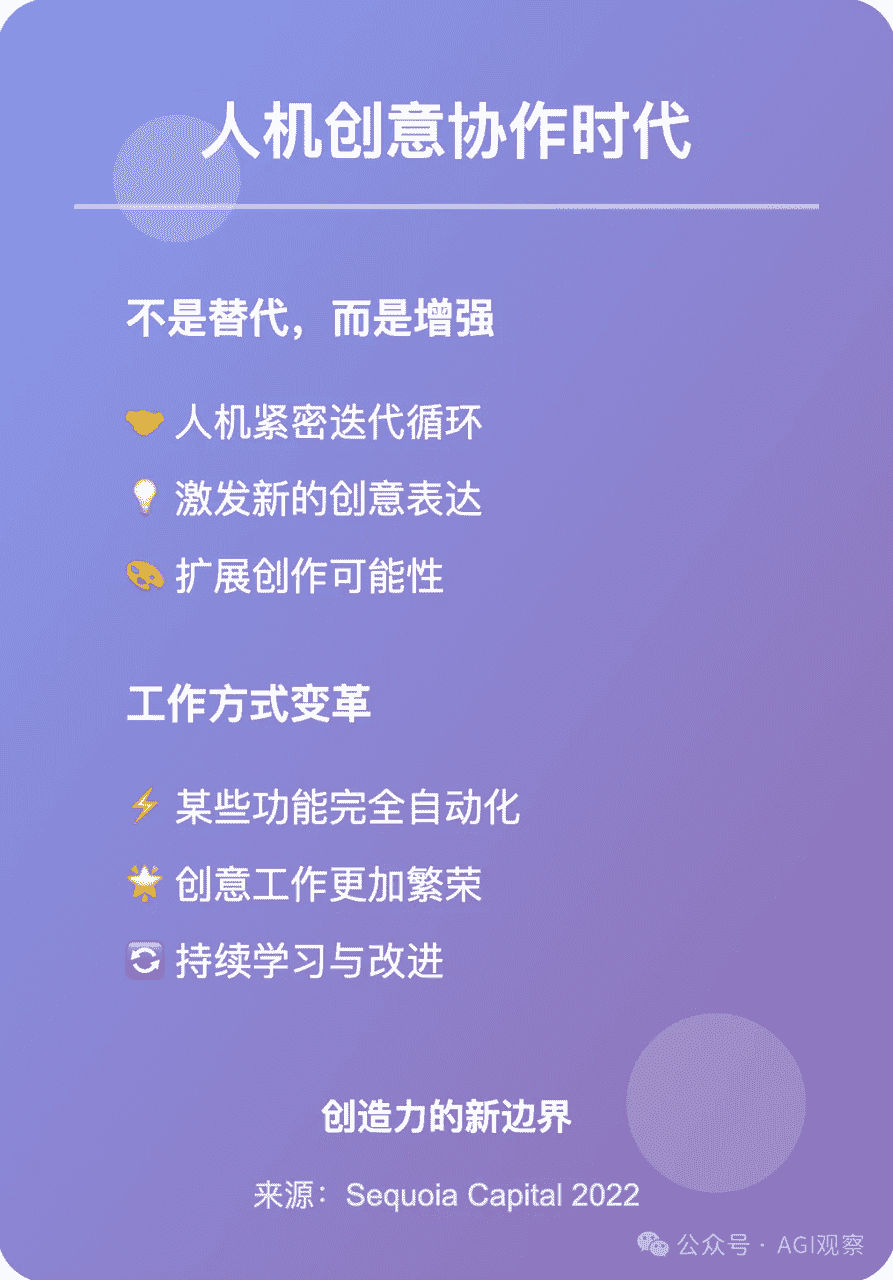 人机创意协作时代
不是替代，而是增强
人机紧密迭代循环
激发新的创意表达
扩展创作可能性
工作方式变革
某些功能完全自动化
创意工作更加繁荣
持续学习与改进
创造力的新边界
来源：Sequoia Capital 2022
公众号 · AGI观察